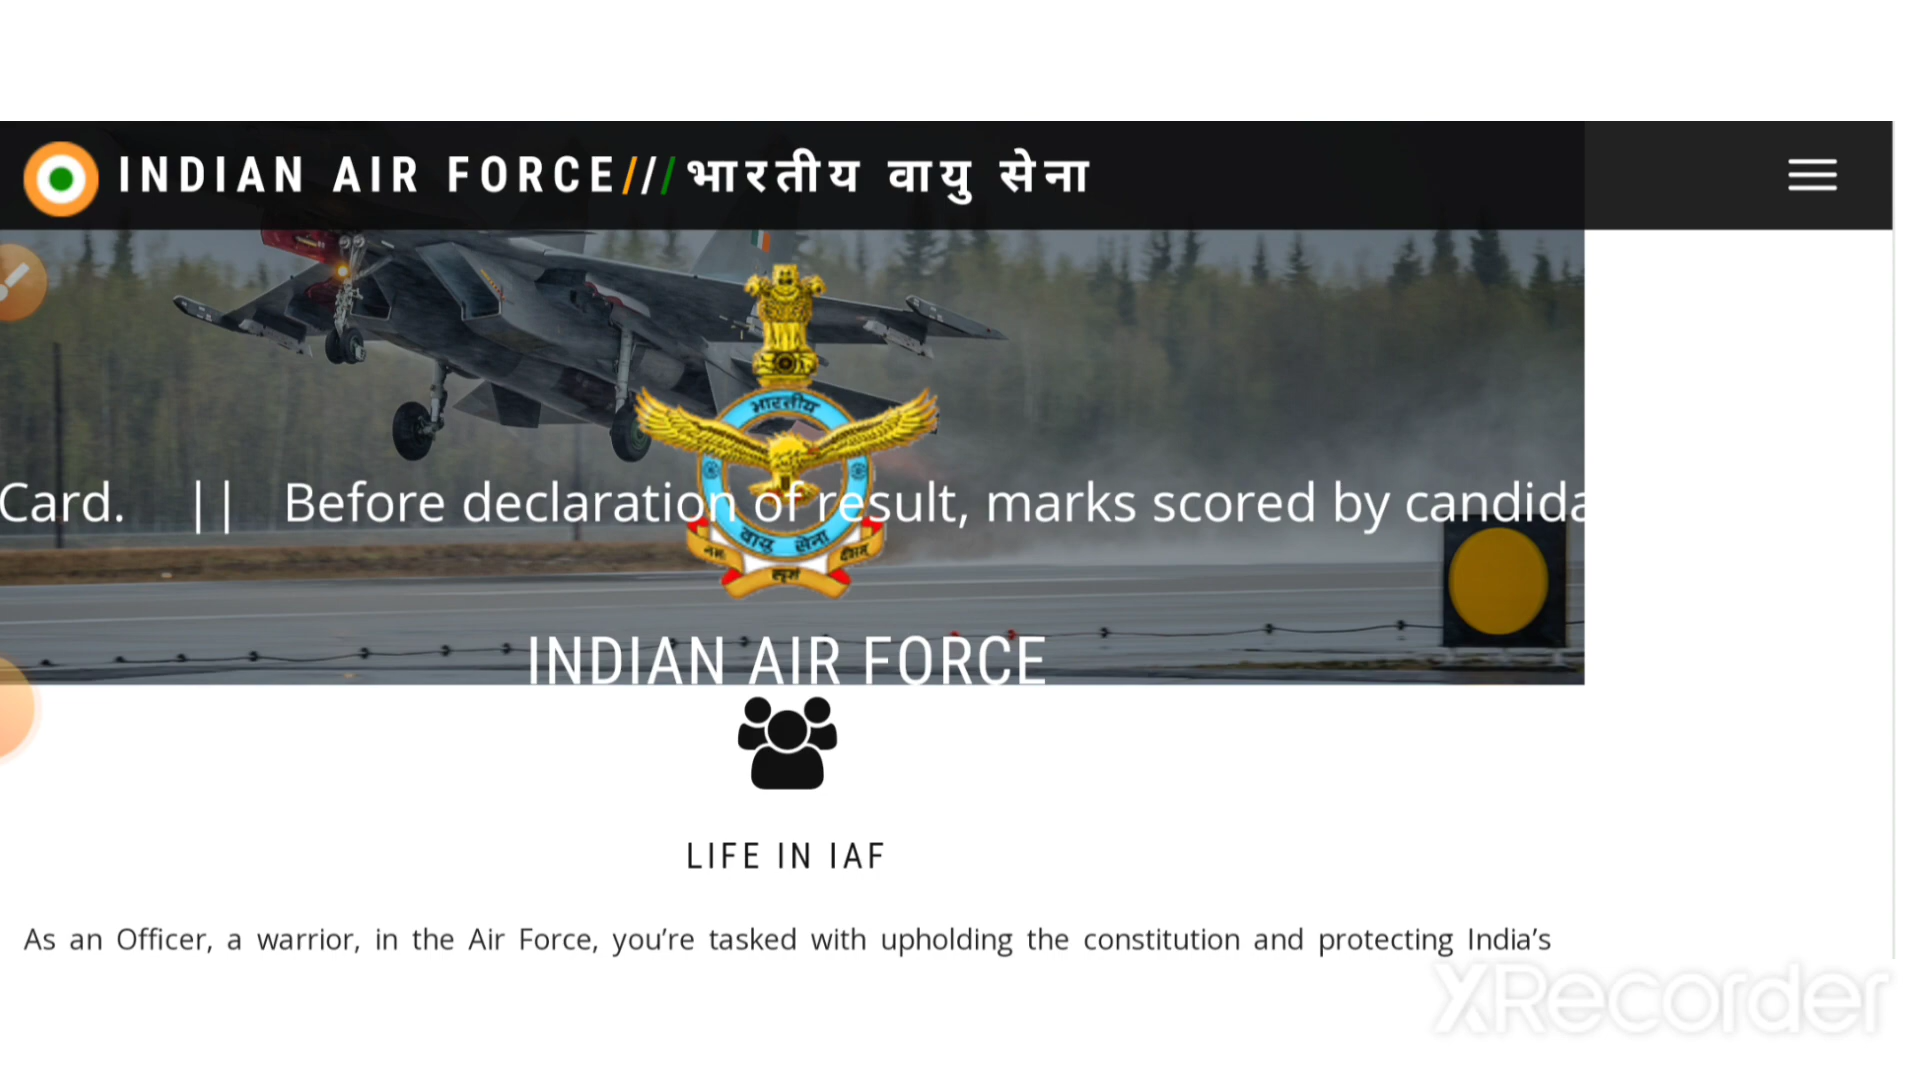 INDIAN AIR FORCE///भारतीय वायु सेना
भारतीय
Card. || Before declaration of result, marks scored by candida
वायु सेना
नभः स्पृशं दीप्तम्
INDIAN AIR FORCE
LIFE IN IAF
As an Officer, a warrior, in the Air Force, you’re tasked with upholding the constitution and protecting India’s
XRecorder